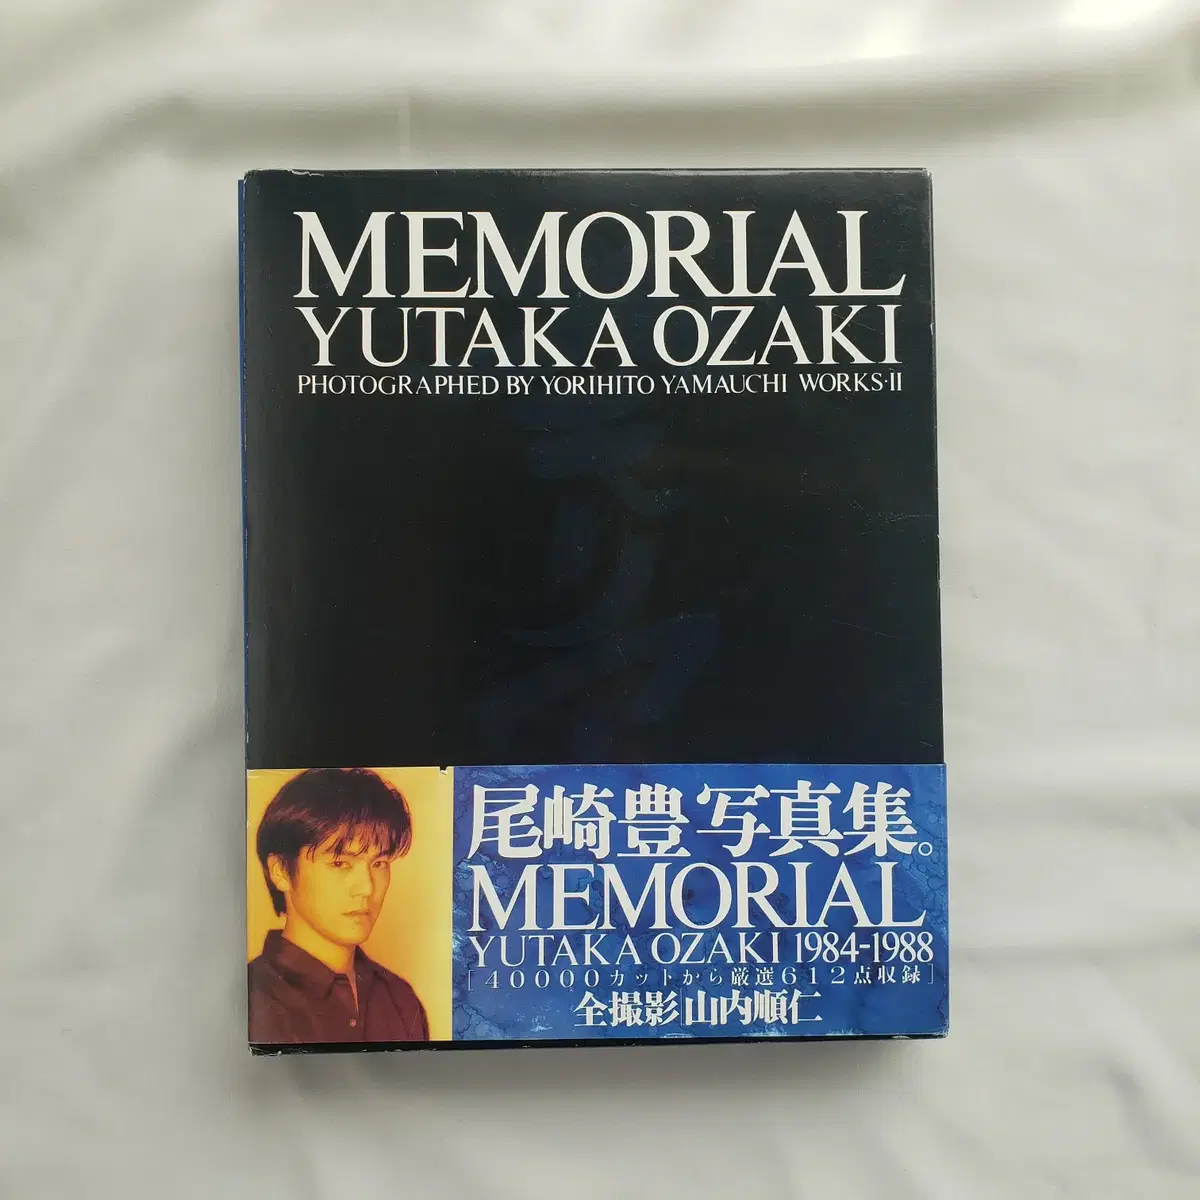 MEMORIAL
YUTAKA OZAKI
PHOTOGRAPHED BY YORIHITO YAMAUCHI WORKS·II
尾崎豊写真集。
MEMORIAL
YUTAKA OZAKI 1984-1988
[40000カットから厳選612点収録]
全撮影|山内順仁